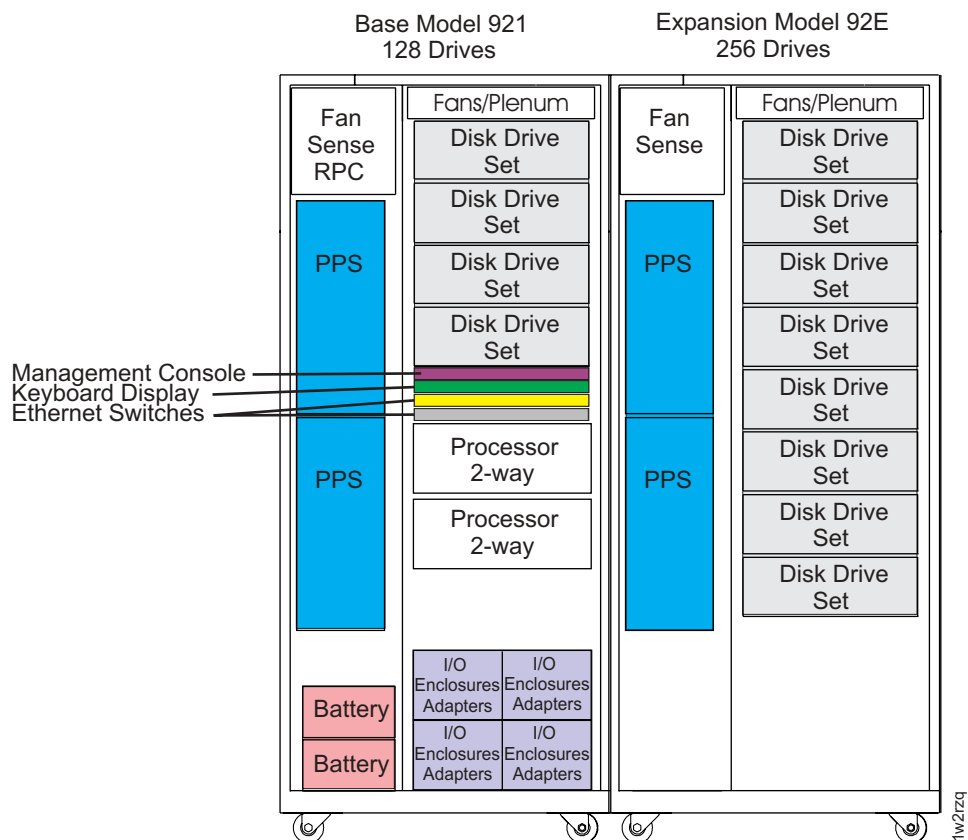 Base Model 921
128 Drives
Expansion Model 92E
256 Drives
Fan
Sense
RPC
Fans/Plenum
Disk Drive
Set
Disk Drive
Set
Disk Drive
Set
Disk Drive
Set
PPS
PPS
Management Console
Keyboard Display
Ethernet Switches
Processor
2-way
Processor
2-way
I/O
Enclosures
Adapters
I/O
Enclosures
Adapters
I/O
Enclosures
Adapters
I/O
Enclosures
Adapters
Battery
Battery
Fan
Sense
Fans/Plenum
PPS
PPS
Disk Drive
Set
Disk Drive
Set
Disk Drive
Set
Disk Drive
Set
Disk Drive
Set
Disk Drive
Set
Disk Drive
Set
Disk Drive
Set